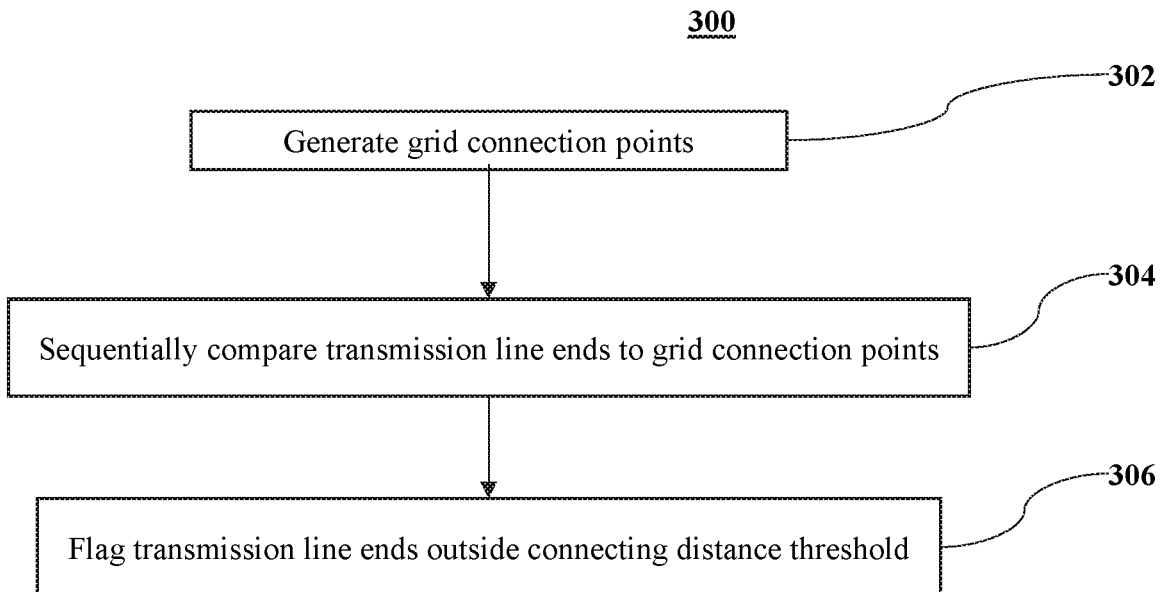 300
302
Generate grid connection points
304
Sequentially compare transmission line ends to grid connection points
306
Flag transmission line ends outside connecting distance threshold